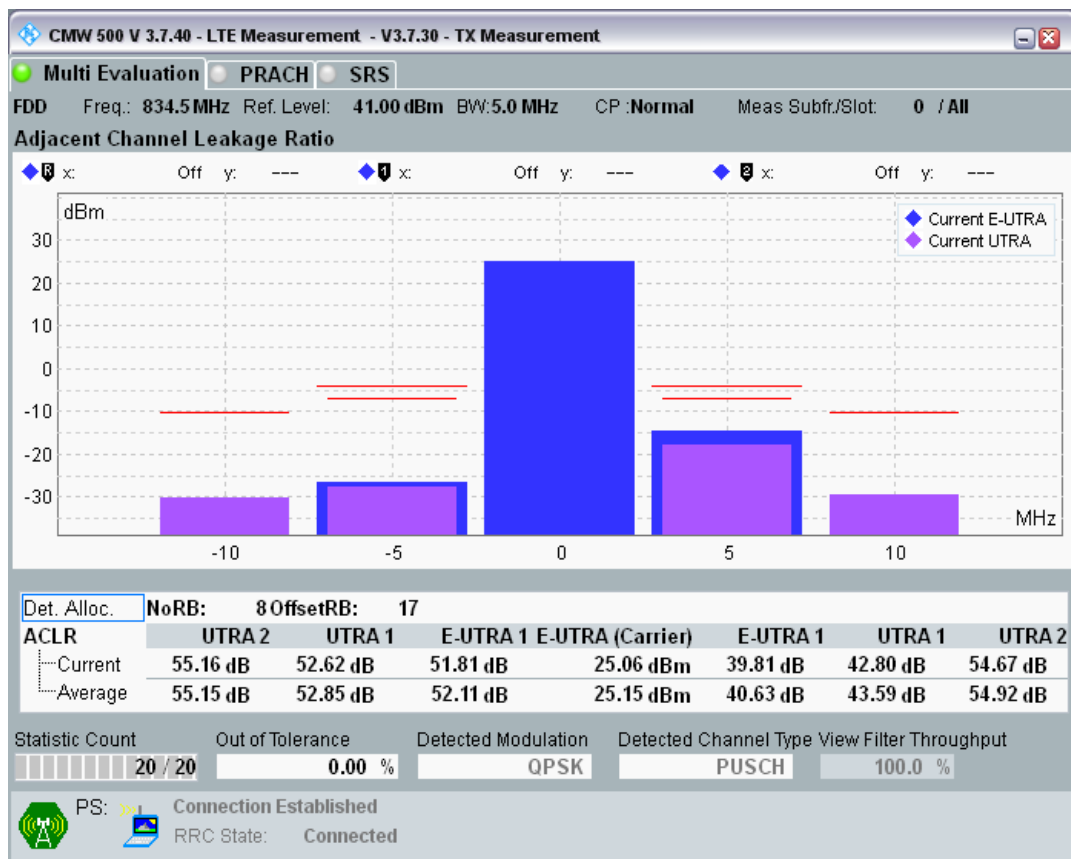 CMW 500 V 3.7.40 - LTE Measurement - V3.7.30 - TX Measurement
Multi Evaluation PRACH SRS
FDD Freq.: 834.5 MHz Ref. Level: 41.00 dBm BW:5.0 MHz CP :Normal Meas Subfr./Slot: 0 / All
Adjacent Channel Leakage Ratio
R x: Off y: --- 1 x: Off y: --- 2 x: Off y: ---
dBm
Current E-UTRA
Current UTRA
30
20
10
0
-10
-20
-30
MHz
-10 -5 0 5 10
Det. Alloc. NoRB: 8 OffsetRB: 17
ACLR UTRA 2 UTRA 1 E-UTRA 1 E-UTRA (Carrier) E-UTRA 1 UTRA 1 UTRA 2
Current 55.16 dB 52.62 dB 51.81 dB 25.06 dBm 39.81 dB 42.80 dB 54.67 dB
Average 55.15 dB 52.85 dB 52.11 dB 25.15 dBm 40.63 dB 43.59 dB 54.92 dB
Statistic Count Out of Tolerance Detected Modulation Detected Channel Type View Filter Throughput
20 / 20 0.00 % QPSK PUSCH 100.0 %
PS: Connection Established
RRC State: Connected